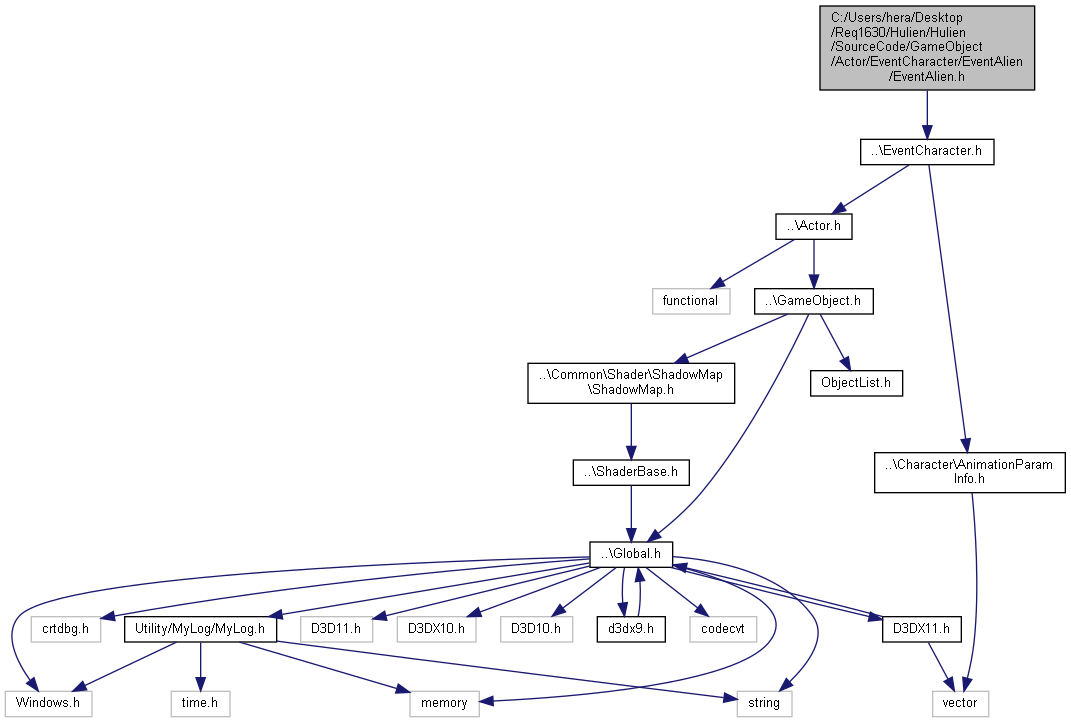 C:/Users/hera/Desktop
/Req1630/Hulien/Hulien
/SourceCode/GameObject
/Actor/EventCharacter/EventAlien
/EventAlien.h
..\EventCharacter.h
..\Actor.h
functional
..\GameObject.h
..\Common\Shader\ShadowMap
\ShadowMap.h
ObjectList.h
..\ShaderBase.h
..\Character\AnimationParam
Info.h
..\Global.h
crtdbg.h
Utility/MyLog/MyLog.h
D3D11.h
D3DX10.h
D3D10.h
d3dx9.h
codecvt
D3DX11.h
Windows.h
time.h
memory
string
vector